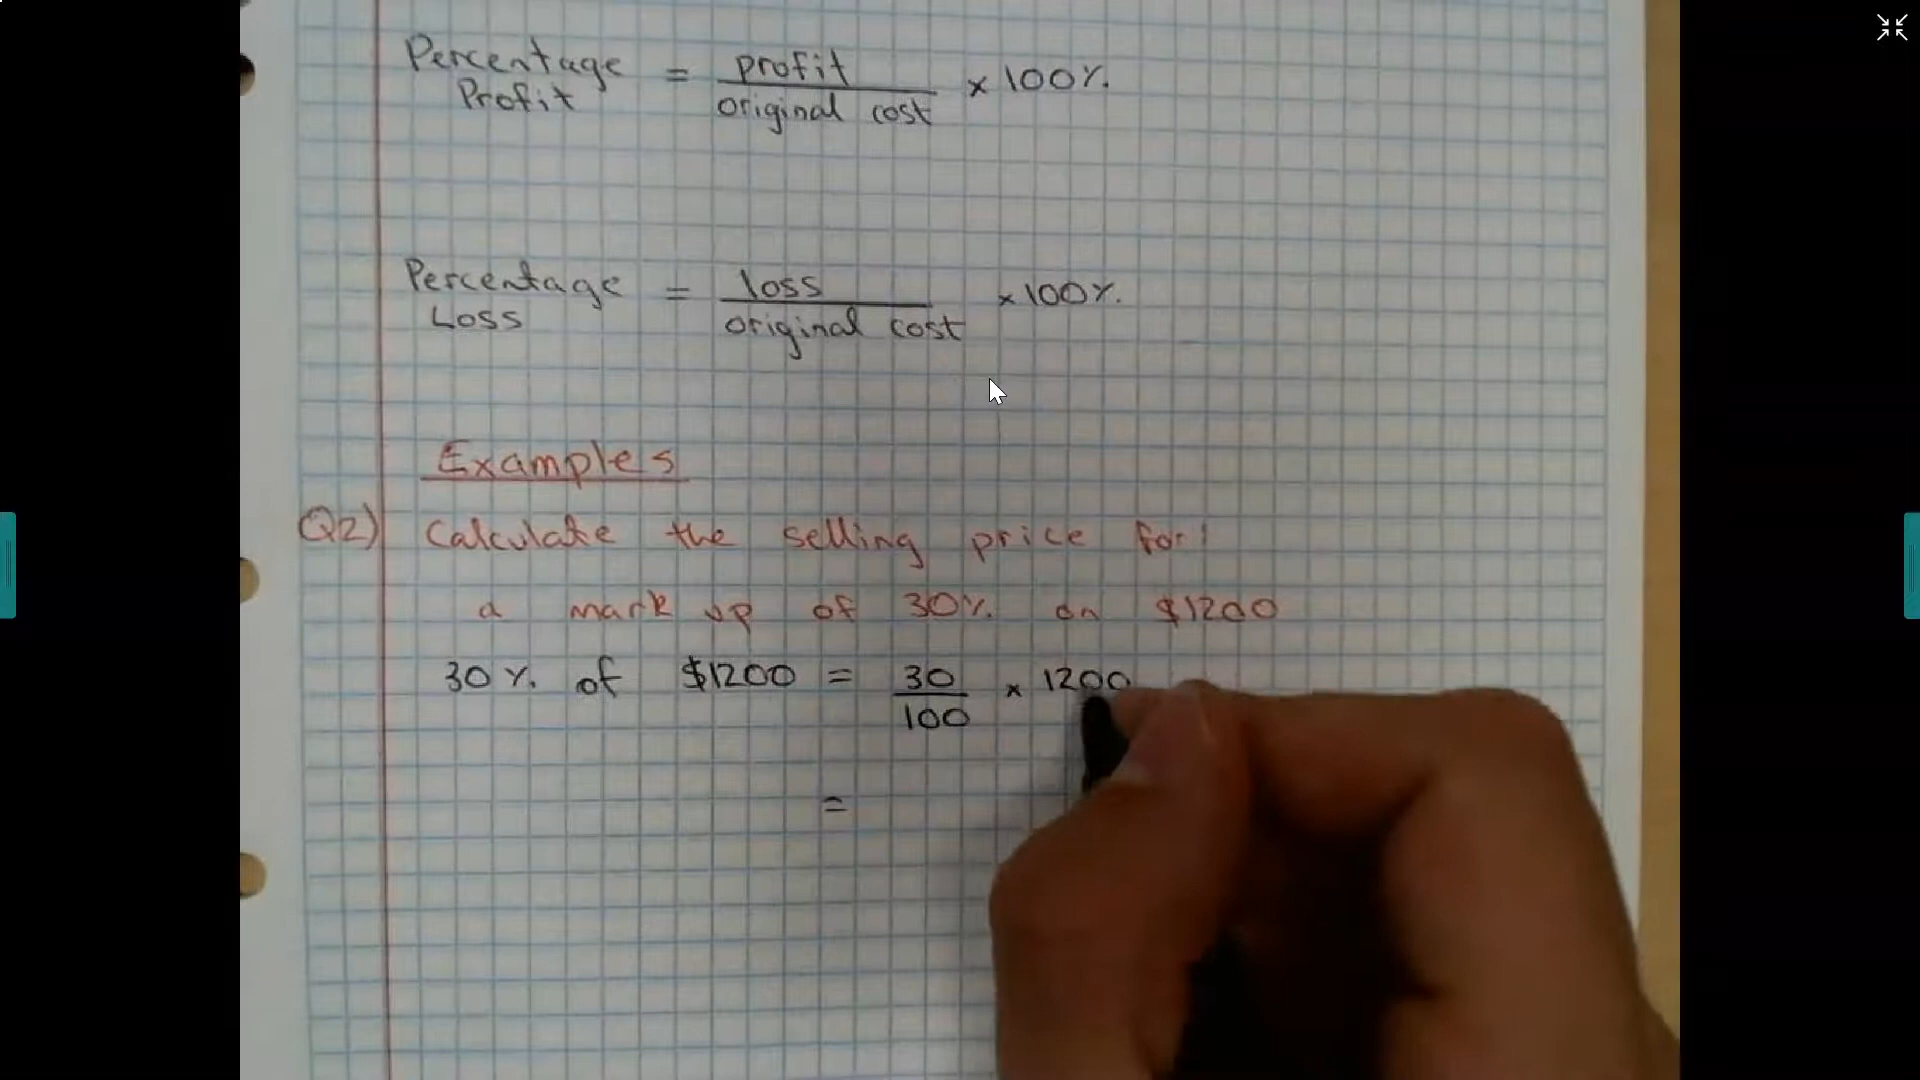 Percentage Profit = profit / original cost × 100%
Percentage Loss = loss / original cost × 100%
Examples
Q2) Calculate the selling price for:
a mark up of 30% on $1200
30% of $1200 = 30 / 100 × 1200
=